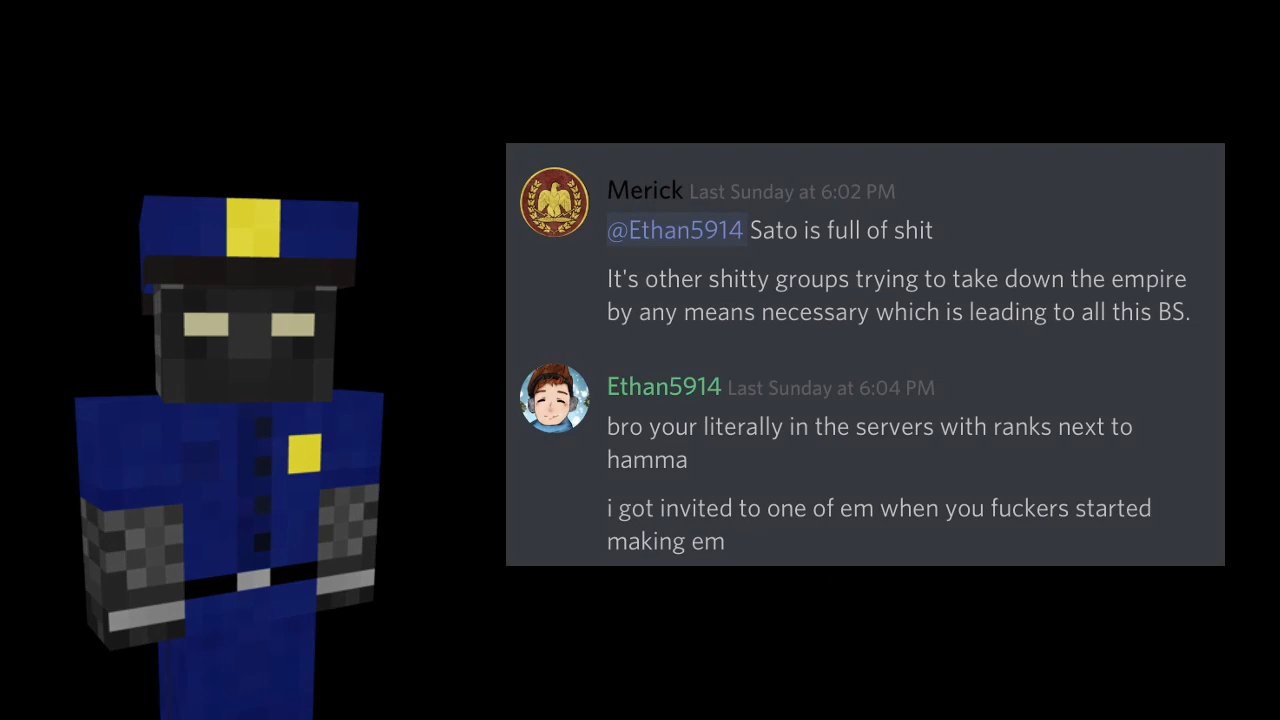 Merick Last Sunday at 6:02 PM
@Ethan5914 Sato is full of shit
It's other shitty groups trying to take down the empire
by any means necessary which is leading to all this BS.
Ethan5914 Last Sunday at 6:04 PM
bro your literally in the servers with ranks next to
hamma
i got invited to one of em when you fuckers started
making em